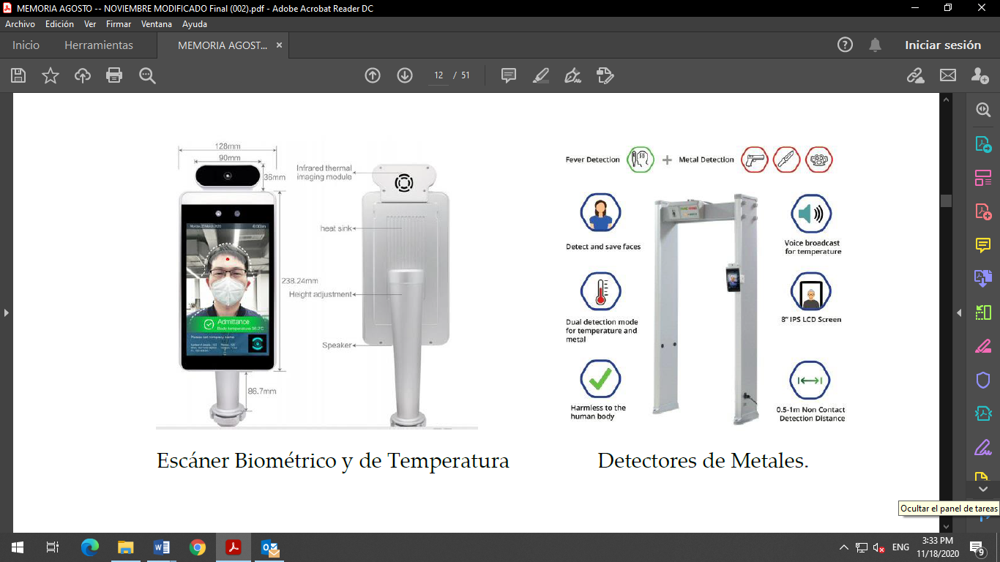 MEMORIA AGOSTO -- NOVIEMBRE MODIFICADO Final (002).pdf - Adobe Acrobat Reader DC
Archivo Edición Ver Firmar Ventana Ayuda
Inicio Herramientas MEMORIA AGOST... × Iniciar sesión
12 / 51
128mm
90mm
36mm
238.24mm
86.7mm
6:00pm
Admittance
Infrared thermal
imaging module
heat sink
Height adjustment
Speaker
Escáner Biométrico y de Temperatura
Fever Detection + Metal Detection
Detect and save faces
Voice broadcast
for temperature
Dual detection mode
for temperature and
metal
8" IPS LCD Screen
Harmless to the
human body
0.5-1m Non Contact
Detection Distance
Detectores de Metales.
Ocultar el panel de tareas
ENG
3:33 PM
11/18/2020
9